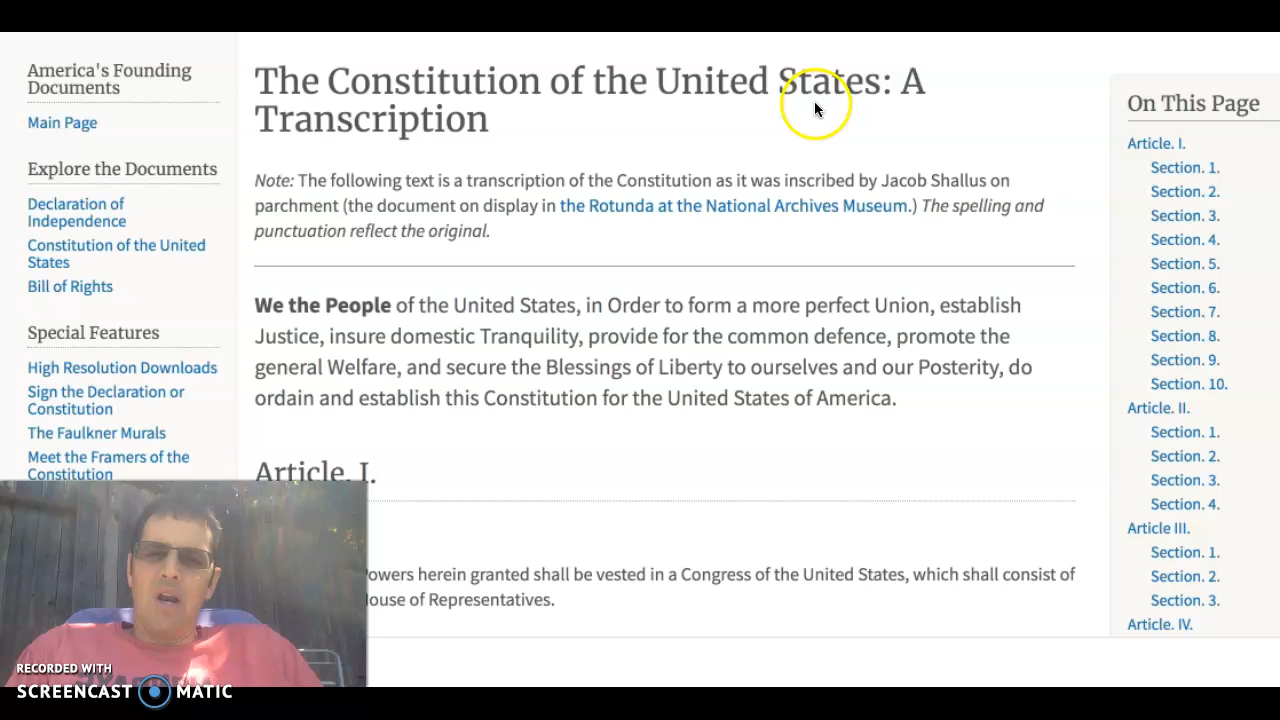 America's Founding
Documents
Main Page
Explore the Documents
Declaration of
Independence
Constitution of the United
States
Bill of Rights
Special Features
High Resolution Downloads
Sign the Declaration or
Constitution
The Faulkner Murals
Meet the Framers of the
Constitution
The Constitution of the United States: A
Transcription
Note: The following text is a transcription of the Constitution as it was inscribed by Jacob Shallus on
parchment (the document on display in the Rotunda at the National Archives Museum.) The spelling and
punctuation reflect the original.
We the People of the United States, in Order to form a more perfect Union, establish
Justice, insure domestic Tranquility, provide for the common defence, promote the
general Welfare, and secure the Blessings of Liberty to ourselves and our Posterity, do
ordain and establish this Constitution for the United States of America.
Article. I.
Powers herein granted shall be vested in a Congress of the United States, which shall consist of
House of Representatives.
On This Page
Article. I.
Section. 1.
Section. 2.
Section. 3.
Section. 4.
Section. 5.
Section. 6.
Section. 7.
Section. 8.
Section. 9.
Section. 10.
Article. II.
Section. 1.
Section. 2.
Section. 3.
Section. 4.
Article III.
Section. 1.
Section. 2.
Section. 3.
Article. IV.
RECORDED WITH
SCREENCAST MATIC